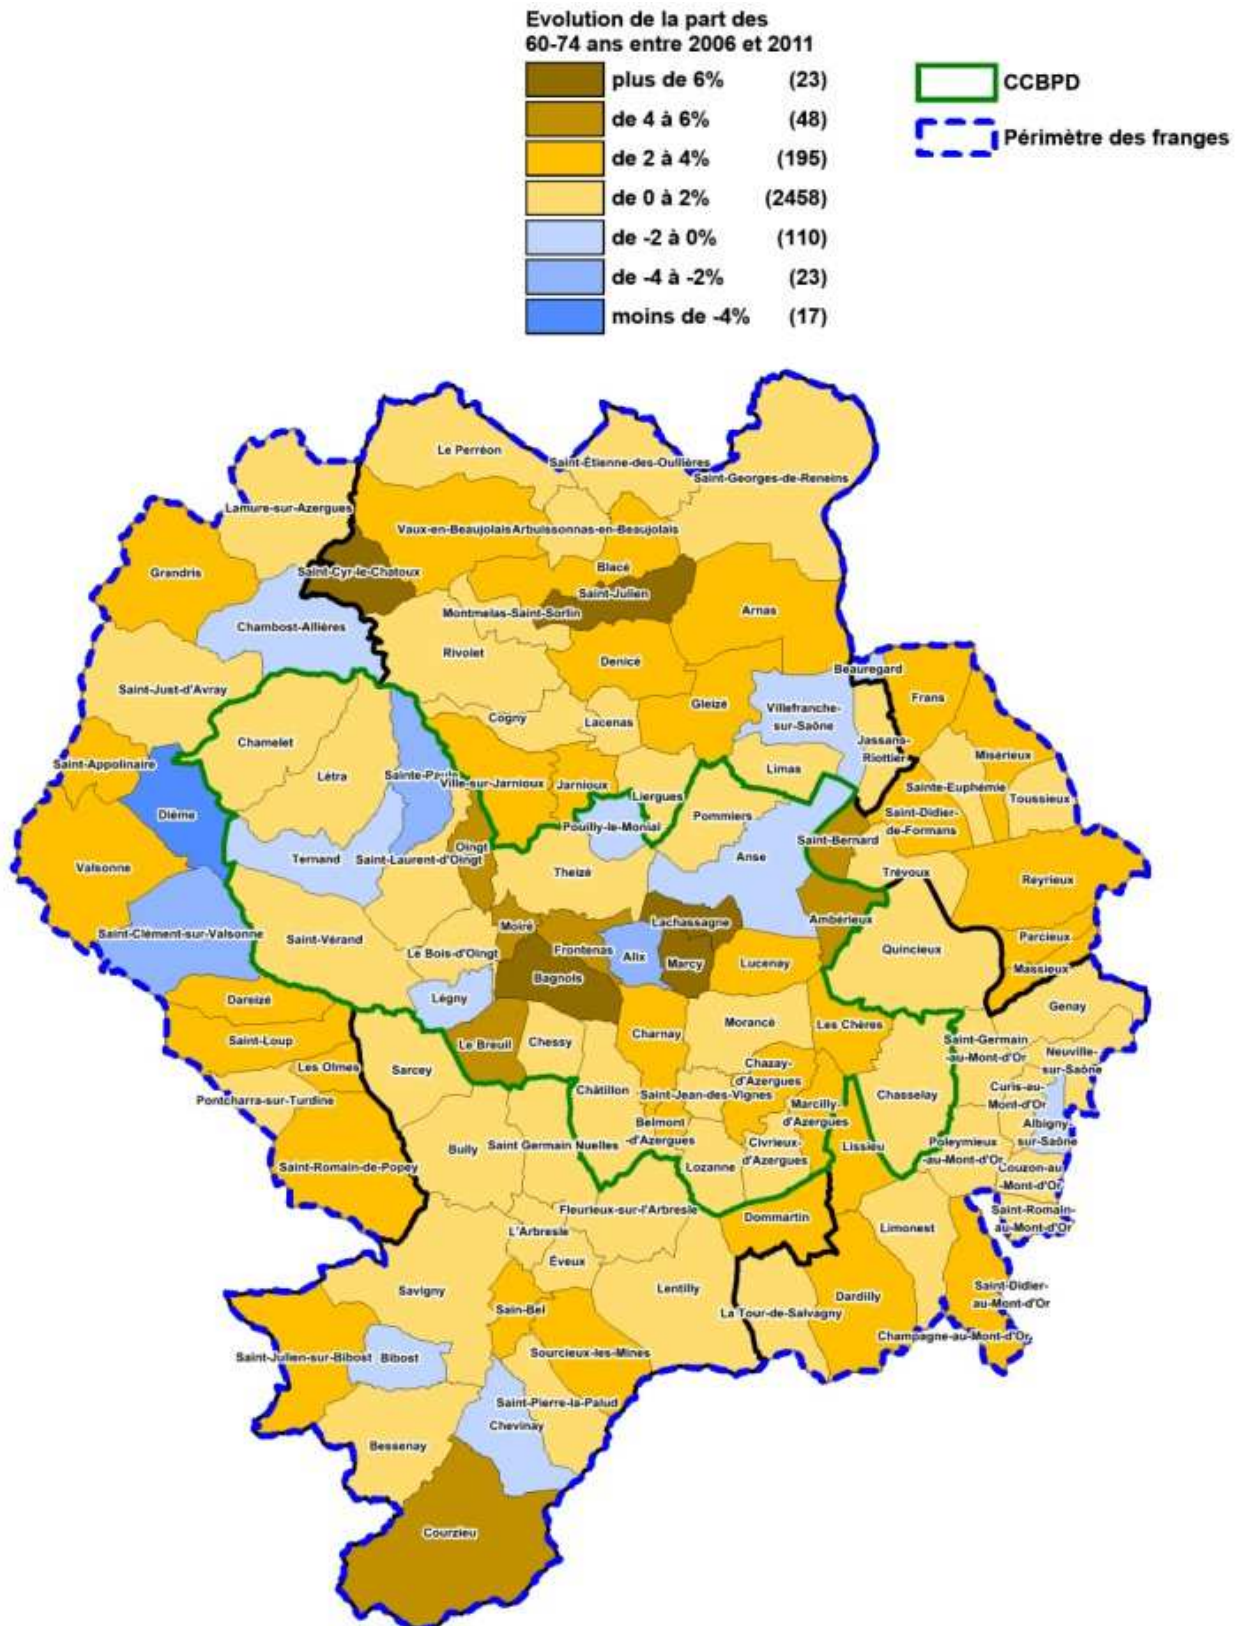 Evolution de la part des
60-74 ans entre 2006 et 2011
plus de 6% (23)
de 4 à 6% (48)
de 2 à 4% (195)
de 0 à 2% (2458)
de -2 à 0% (110)
de -4 à -2% (23)
moins de -4% (17)
CCBPD
Périmètre des franges
Le Perréon
Saint-Étienne-des-Oullières
Saint-Georges-de-Reneins
Lamure-sur-Azergues
Vaux-en-Beaujolais
Arbuissonnas-en-Beaujolais
Grandris
Saint-Cyr-le-Chatoux
Blacé
Saint-Julien
Montmelas-Saint-Sorlin
Arnas
Chambost-Allières
Rivolet
Denicé
Beauregard
Saint-Just-d'Avray
Gleizé
Villefranche-
sur-Saône
Frans
Cogny
Lacenas
Chamelet
Jassans-
Riottier
Misérieux
Saint-Appolinaire
Létra
Sainte-Paule
Ville-sur-Jarnioux
Jarnioux
Limas
Sainte-Euphémie
Toussieux
Liergues
Dième
Pommiers
Saint-Didier-
de-Formans
Pouilly-le-Monial
Saint-Bernard
Oingt
Ternand
Saint-Laurent-d'Oingt
Anse
Valsonne
Theizé
Trévoux
Reyrieux
Lachassagne
Ambérieux
Moiré
Saint-Clément-sur-Valsonne
Saint-Vérand
Le Bois-d'Oingt
Frontenas
Alix
Marcy
Lucenay
Quincieux
Parcieux
Bagnols
Massieux
Légny
Dareizé
Genay
Morancé
Les Chères
Charnay
Saint-Loup
Le Breuil
Chessy
Saint-Germain
-au-Mont-d'Or
Neuville-
sur-Saône
Les Olmes
Sarcey
Châtillon
Chazay-
d'Azergues
Curis-au-
Mont-d'Or
Pontcharra-sur-Turdine
Saint-Jean-des-Vignes
Marcilly-
d'Azergues
Chasselay
Albigny-
sur-Saône
Belmont
-d'Azergues
Bully
Saint Germain Nuelles
Civrieux-
d'Azergues
Lissieu
Poleymieux
-au-Mont-d'Or
Saint-Romain-de-Popey
Lozanne
Couzon-au
-Mont-d'Or
Fleurieux-sur-l'Arbresle
Dommartin
Saint-Romain-
au-Mont-d'Or
L'Arbresle
Limonest
Éveux
Savigny
Lentilly
Sain-Bel
La Tour-de-Salvagny
Dardilly
Saint-Didier-
au-Mont-d'Or
Champagne-au-Mont-d'Or
Saint-Julien-sur-Bibost
Bibost
Sourcieux-les-Mines
Saint-Pierre-la-Palud
Chevinay
Bessenay
Courzieu